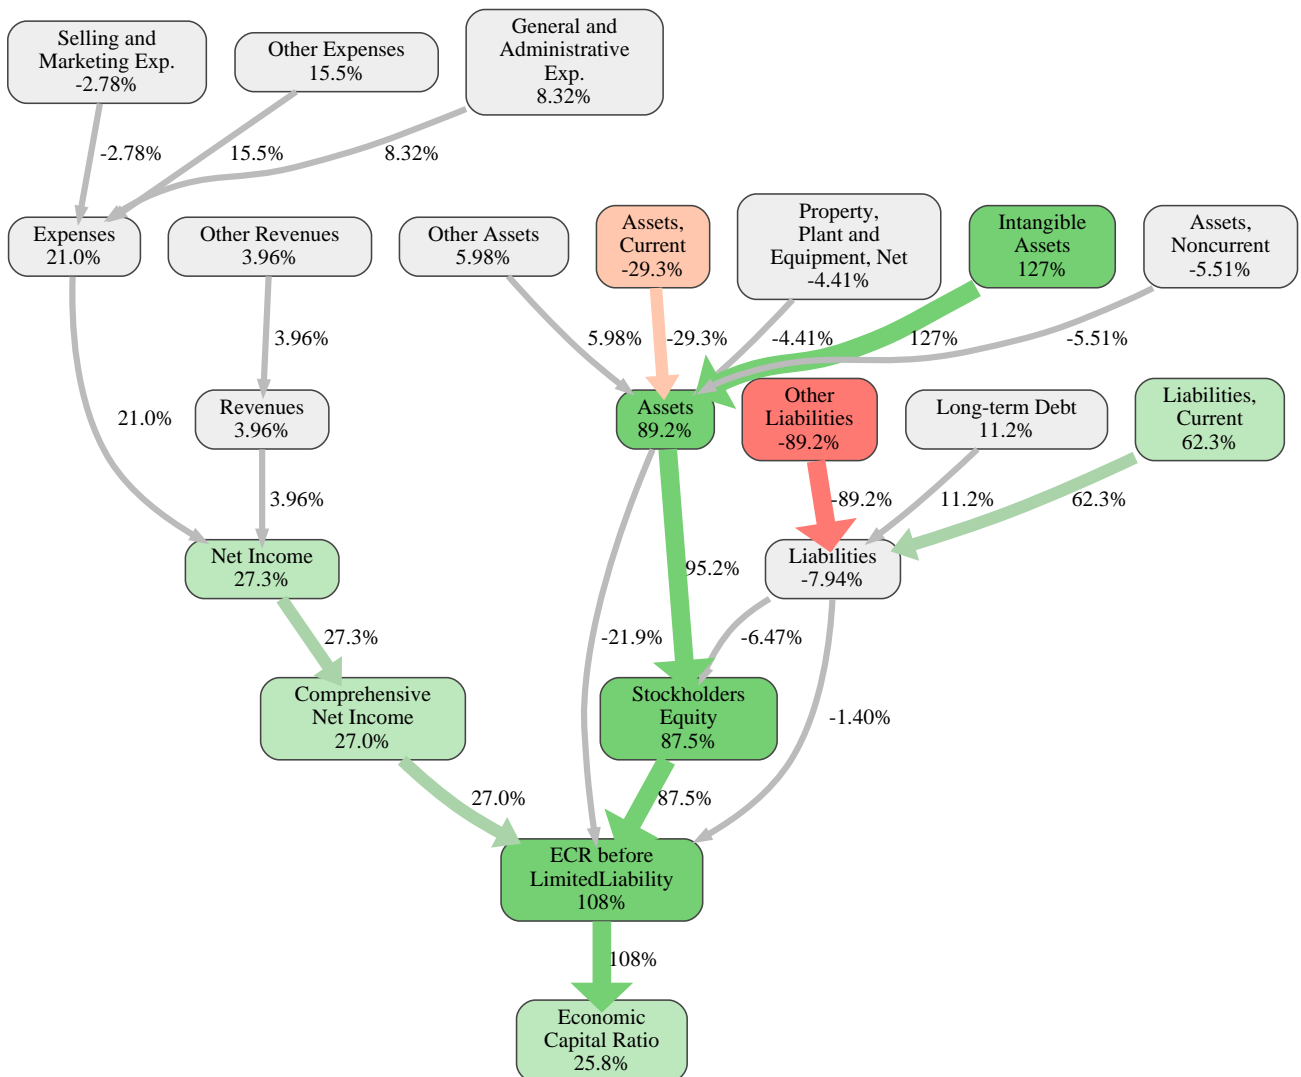 Selling and
Marketing Exp.
-2.78%
Other Expenses
15.5%
General and
Administrative
Exp.
8.32%
-2.78%
15.5%
8.32%
Expenses
21.0%
Other Revenues
3.96%
Other Assets
5.98%
Assets,
Current
-29.3%
Property,
Plant and
Equipment, Net
-4.41%
Intangible
Assets
127%
Assets,
Noncurrent
-5.51%
3.96%
5.98%
-29.3%
-4.41%
127%
-5.51%
21.0%
Revenues
3.96%
Assets
89.2%
Other
Liabilities
-89.2%
Long-term Debt
11.2%
Liabilities,
Current
62.3%
3.96%
-89.2%
11.2%
62.3%
Net Income
27.3%
95.2%
Liabilities
-7.94%
27.3%
-21.9%
-6.47%
Comprehensive
Net Income
27.0%
Stockholders
Equity
87.5%
-1.40%
27.0%
87.5%
ECR before
LimitedLiability
108%
108%
Economic
Capital Ratio
25.8%